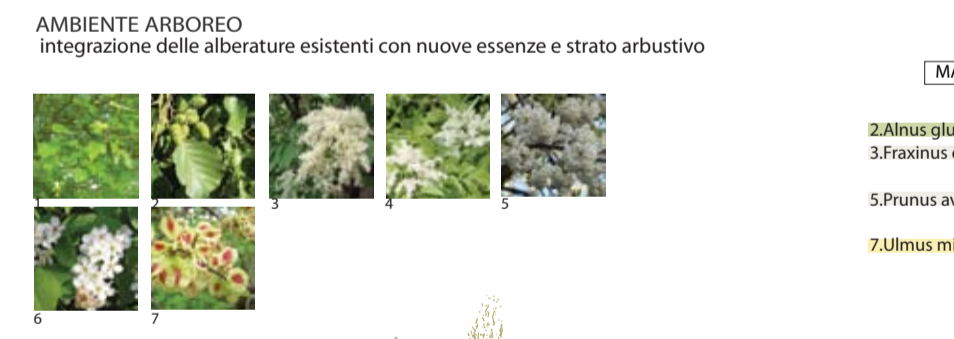 AMBIENTE ARBOREO
integrazione delle alberature esistenti con nuove essenze e strato arbustivo
1
2
3
4
5
6
7
MA
2.Alnus glu
3.Fraxinus
5.Prunus av
7.Ulmus mi